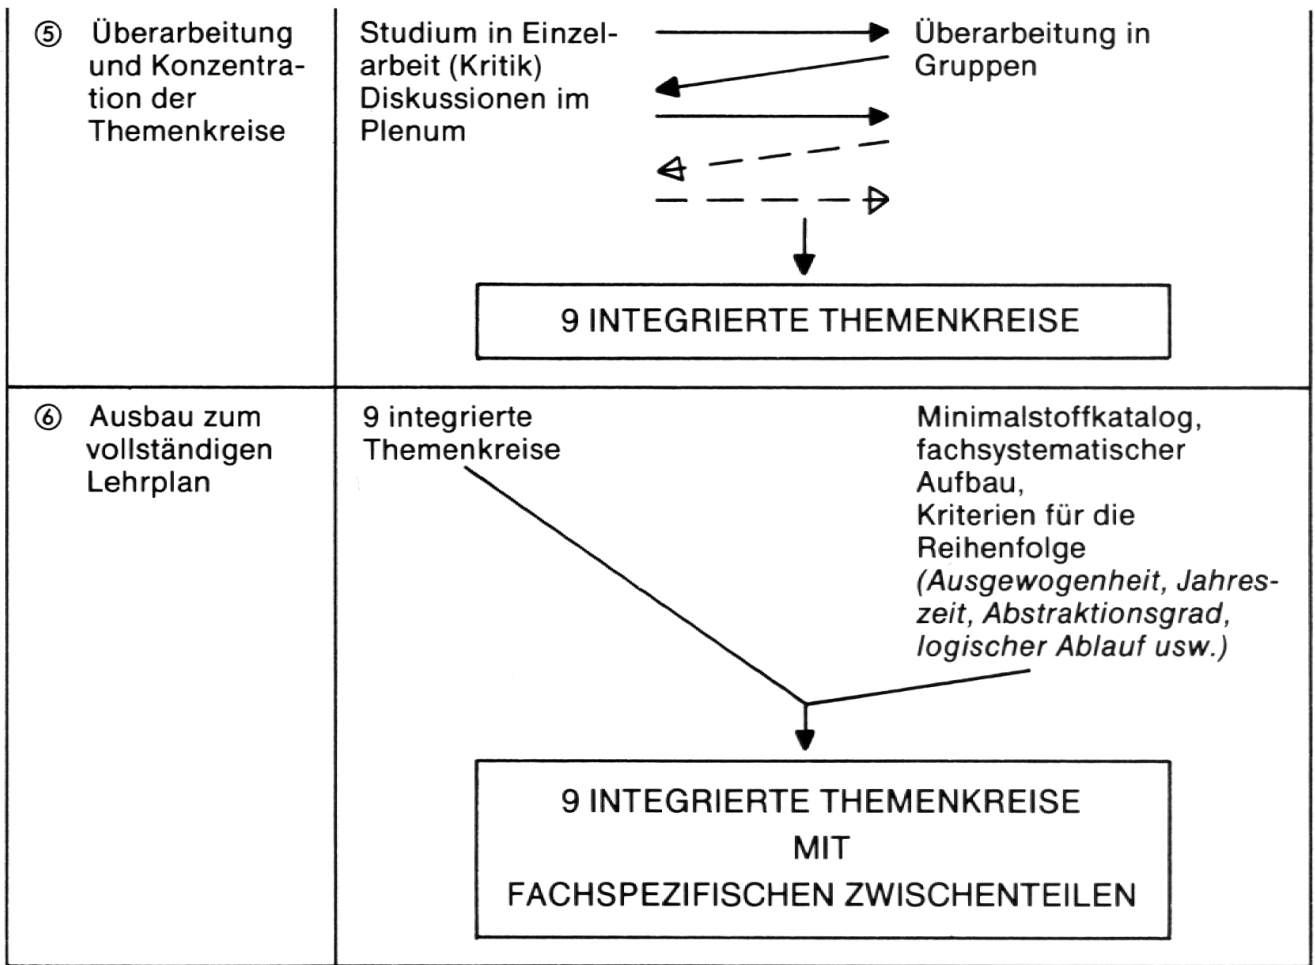 ⑤ Überarbeitung
und Konzentra-
tion der
Themenkreise
Studium in Einzel-
arbeit (Kritik)
Diskussionen im
Plenum
Überarbeitung in
Gruppen
9 INTEGRIERTE THEMENKREISE
⑥ Ausbau zum
vollständigen
Lehrplan
9 integrierte
Themenkreise
Minimalstoffkatalog,
fachsystematischer
Aufbau,
Kriterien für die
Reihenfolge
(Ausgewogenheit, Jahres-
zeit, Abstraktionsgrad,
logischer Ablauf usw.)
9 INTEGRIERTE THEMENKREISE
MIT
FACHSPEZIFISCHEN ZWISCHENTEILEN